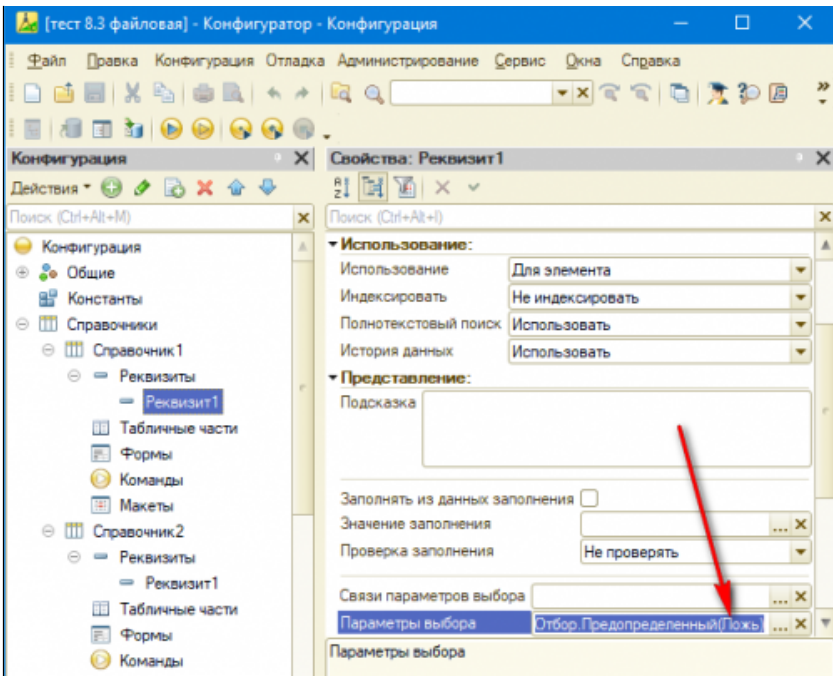 [тест 8.3 файловая] - Конфигуратор - Конфигурация
Файл Правка Конфигурация Отладка Администрирование Сервис Окна Справка
Конфигурация
Действия
Поиск (Ctrl+Alt+M)
Конфигурация
Общие
Константы
Справочники
Справочник1
Реквизиты
Реквизит1
Табличные части
Формы
Команды
Макеты
Справочник2
Реквизиты
Реквизит1
Табличные части
Формы
Команды
Свойства: Реквизит1
Поиск (Ctrl+Alt+I)
Использование:
Использование Для элемента
Индексировать Не индексировать
Полнотекстовый поиск Использовать
История данных Использовать
Представление:
Подсказка
Заполнять из данных заполнения
Значение заполнения ...
Проверка заполнения Не проверять
Связи параметров выбора ...
Параметры выбора Отбор.Предопределенный(Ложь) ...
Параметры выбора